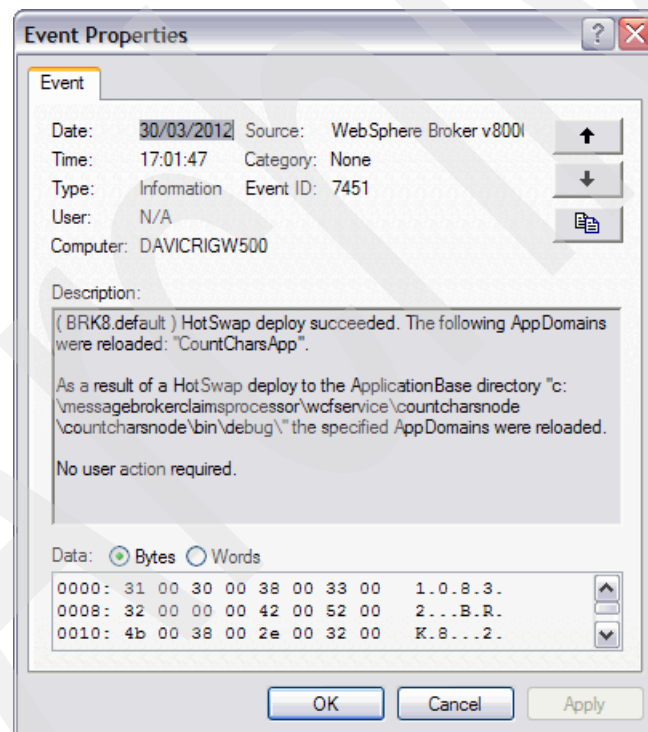 Event Properties
Event
Date: 30/03/2012 Source: WebSphere Broker v800
Time: 17:01:47 Category: None
Type: Information Event ID: 7451
User: N/A
Computer: DAVICRIGW500
Description:
( BRK8.default ) HotSwap deploy succeeded. The following AppDomains
were reloaded: "CountCharsApp".
As a result of a HotSwap deploy to the ApplicationBase directory "c:
\messagebrokerclaimsprocessor\wcfservice\countcharsnode
\countcharsnode\bin\debug\" the specified AppDomains were reloaded.
No user action required.
Data: Bytes Words
0000: 31 00 30 00 38 00 33 00 1.0.8.3.
0008: 32 00 00 00 42 00 52 00 2...B.R.
0010: 4b 00 38 00 2e 00 32 00 K.8...2.
OK Cancel Apply